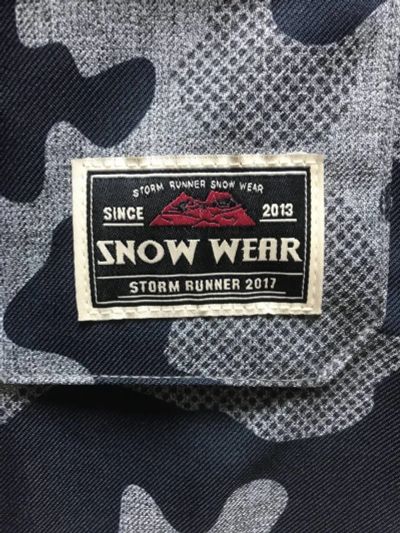 STORM RUNNER SNOW WEAR
SINCE 2013
SNOW WEAR
STORM RUNNER 2017